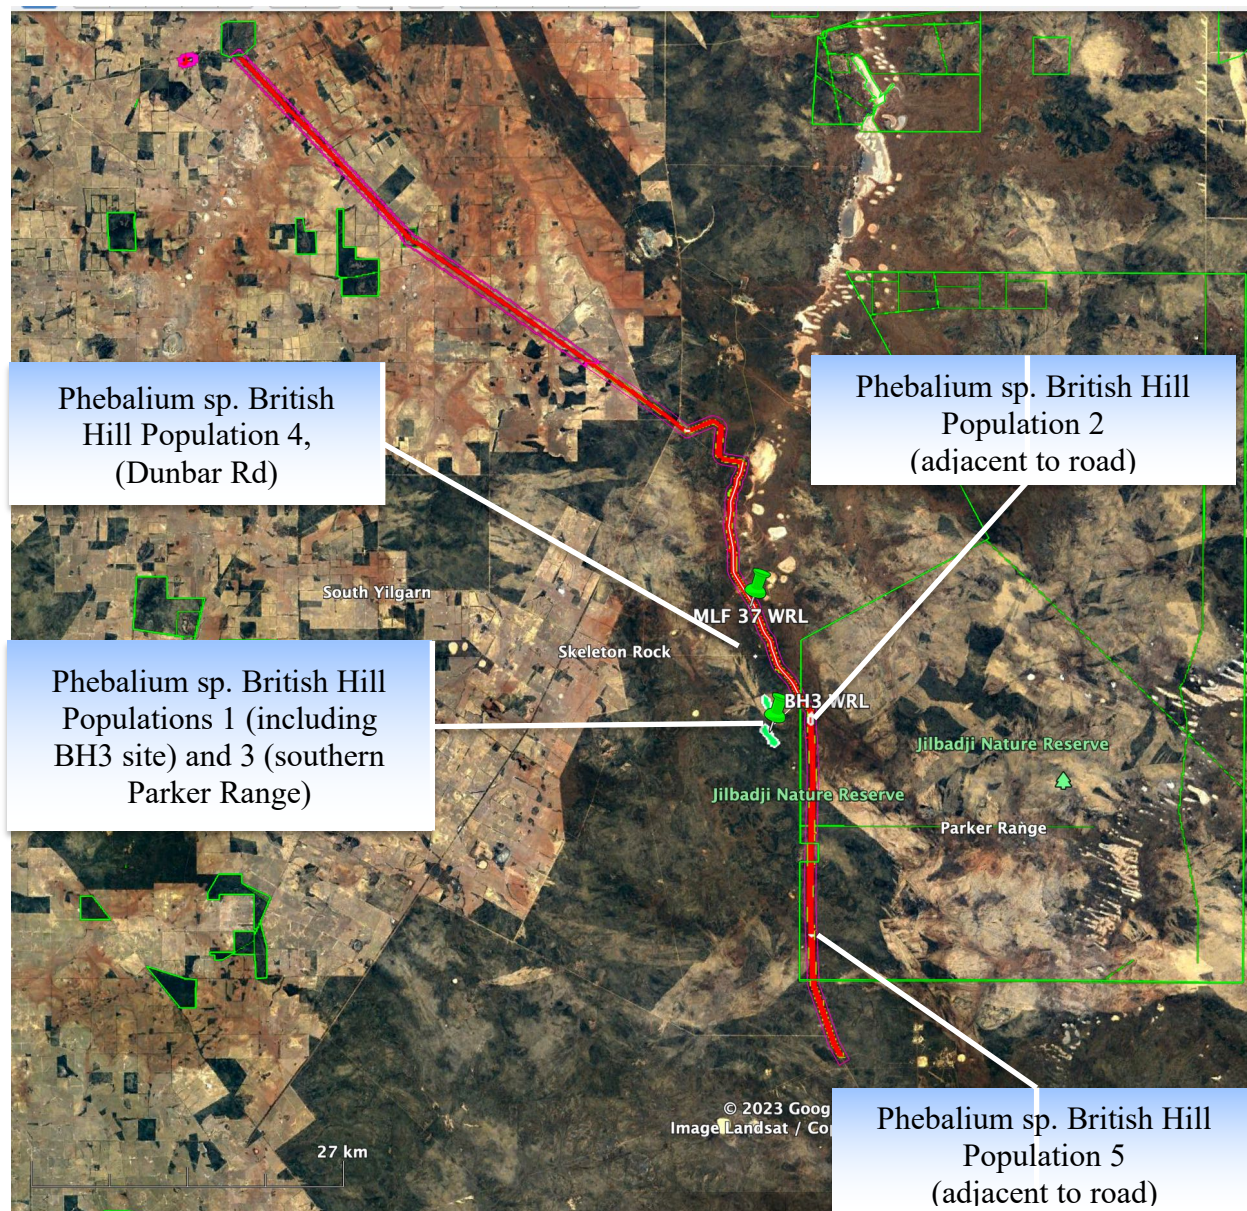 Phebalium sp. British
Hill Population 4,
(Dunbar Rd)
Phebalium sp. British Hill
Population 2
(adjacent to road)
South Yilgarn
MLF 37 WRL
Skeleton Rock
Phebalium sp. British Hill
Populations 1 (including
BH3 site) and 3 (southern
Parker Range)
BH3 WRL
Jilbadji Nature Reserve
Jilbadji Nature Reserve
Parker Range
© 2023 Goog
Image Landsat / Cop
27 km
Phebalium sp. British Hill
Population 5
(adjacent to road)